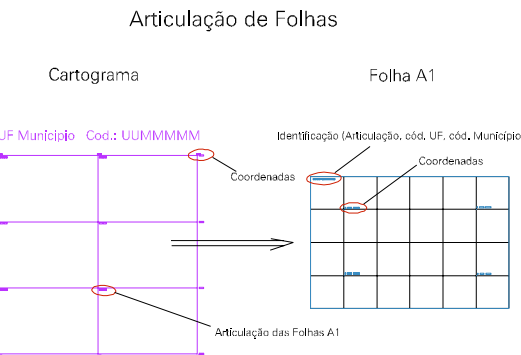 Articulação de Folhas
Cartograma
Folha A1
UF Município Cod.: UUMMMMM
Identificação (Articulação, cód. UF, cód. Município
Coordenadas
Coordenadas
Articulação das Folhas A1